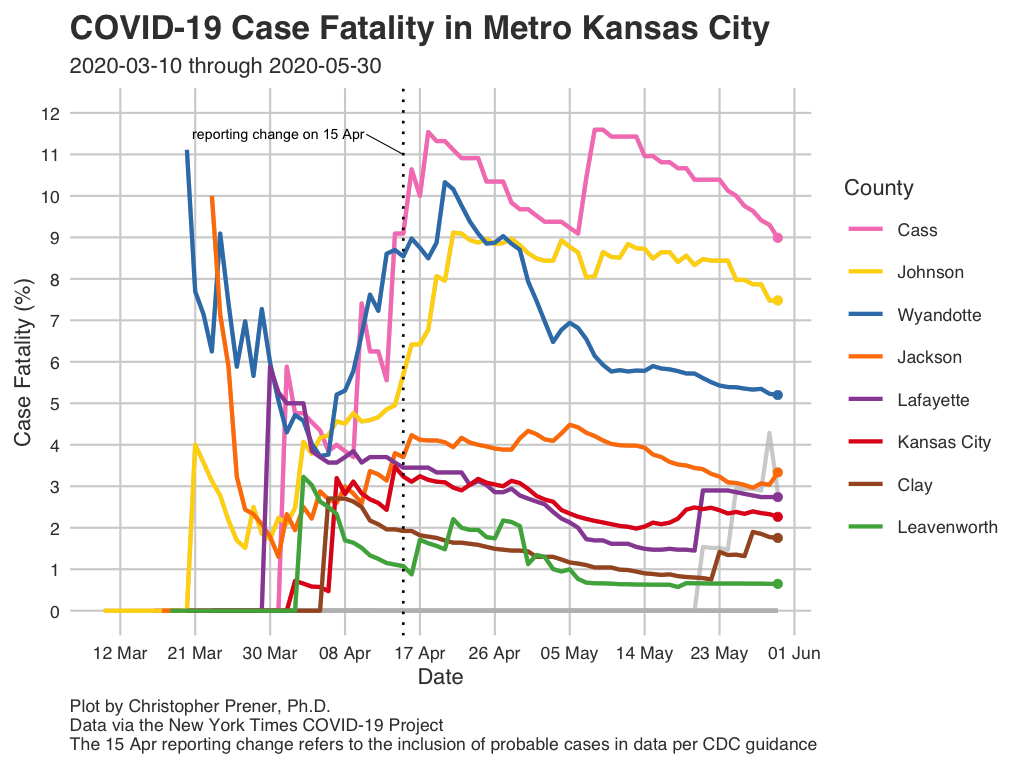 COVID-19 Case Fatality in Metro Kansas City
2020-03-10 through 2020-05-30
12
11
10
9
8
7
6
5
4
3
2
1
0
Case Fatality (%)
reporting change on 15 Apr
12 Mar
21 Mar
30 Mar
08 Apr
17 Apr
26 Apr
05 May
14 May
23 May
01 Jun
Date
County
Cass
Johnson
Wyandotte
Jackson
Lafayette
Kansas City
Clay
Leavenworth
Plot by Christopher Prener, Ph.D.
Data via the New York Times COVID-19 Project
The 15 Apr reporting change refers to the inclusion of probable cases in data per CDC guidance